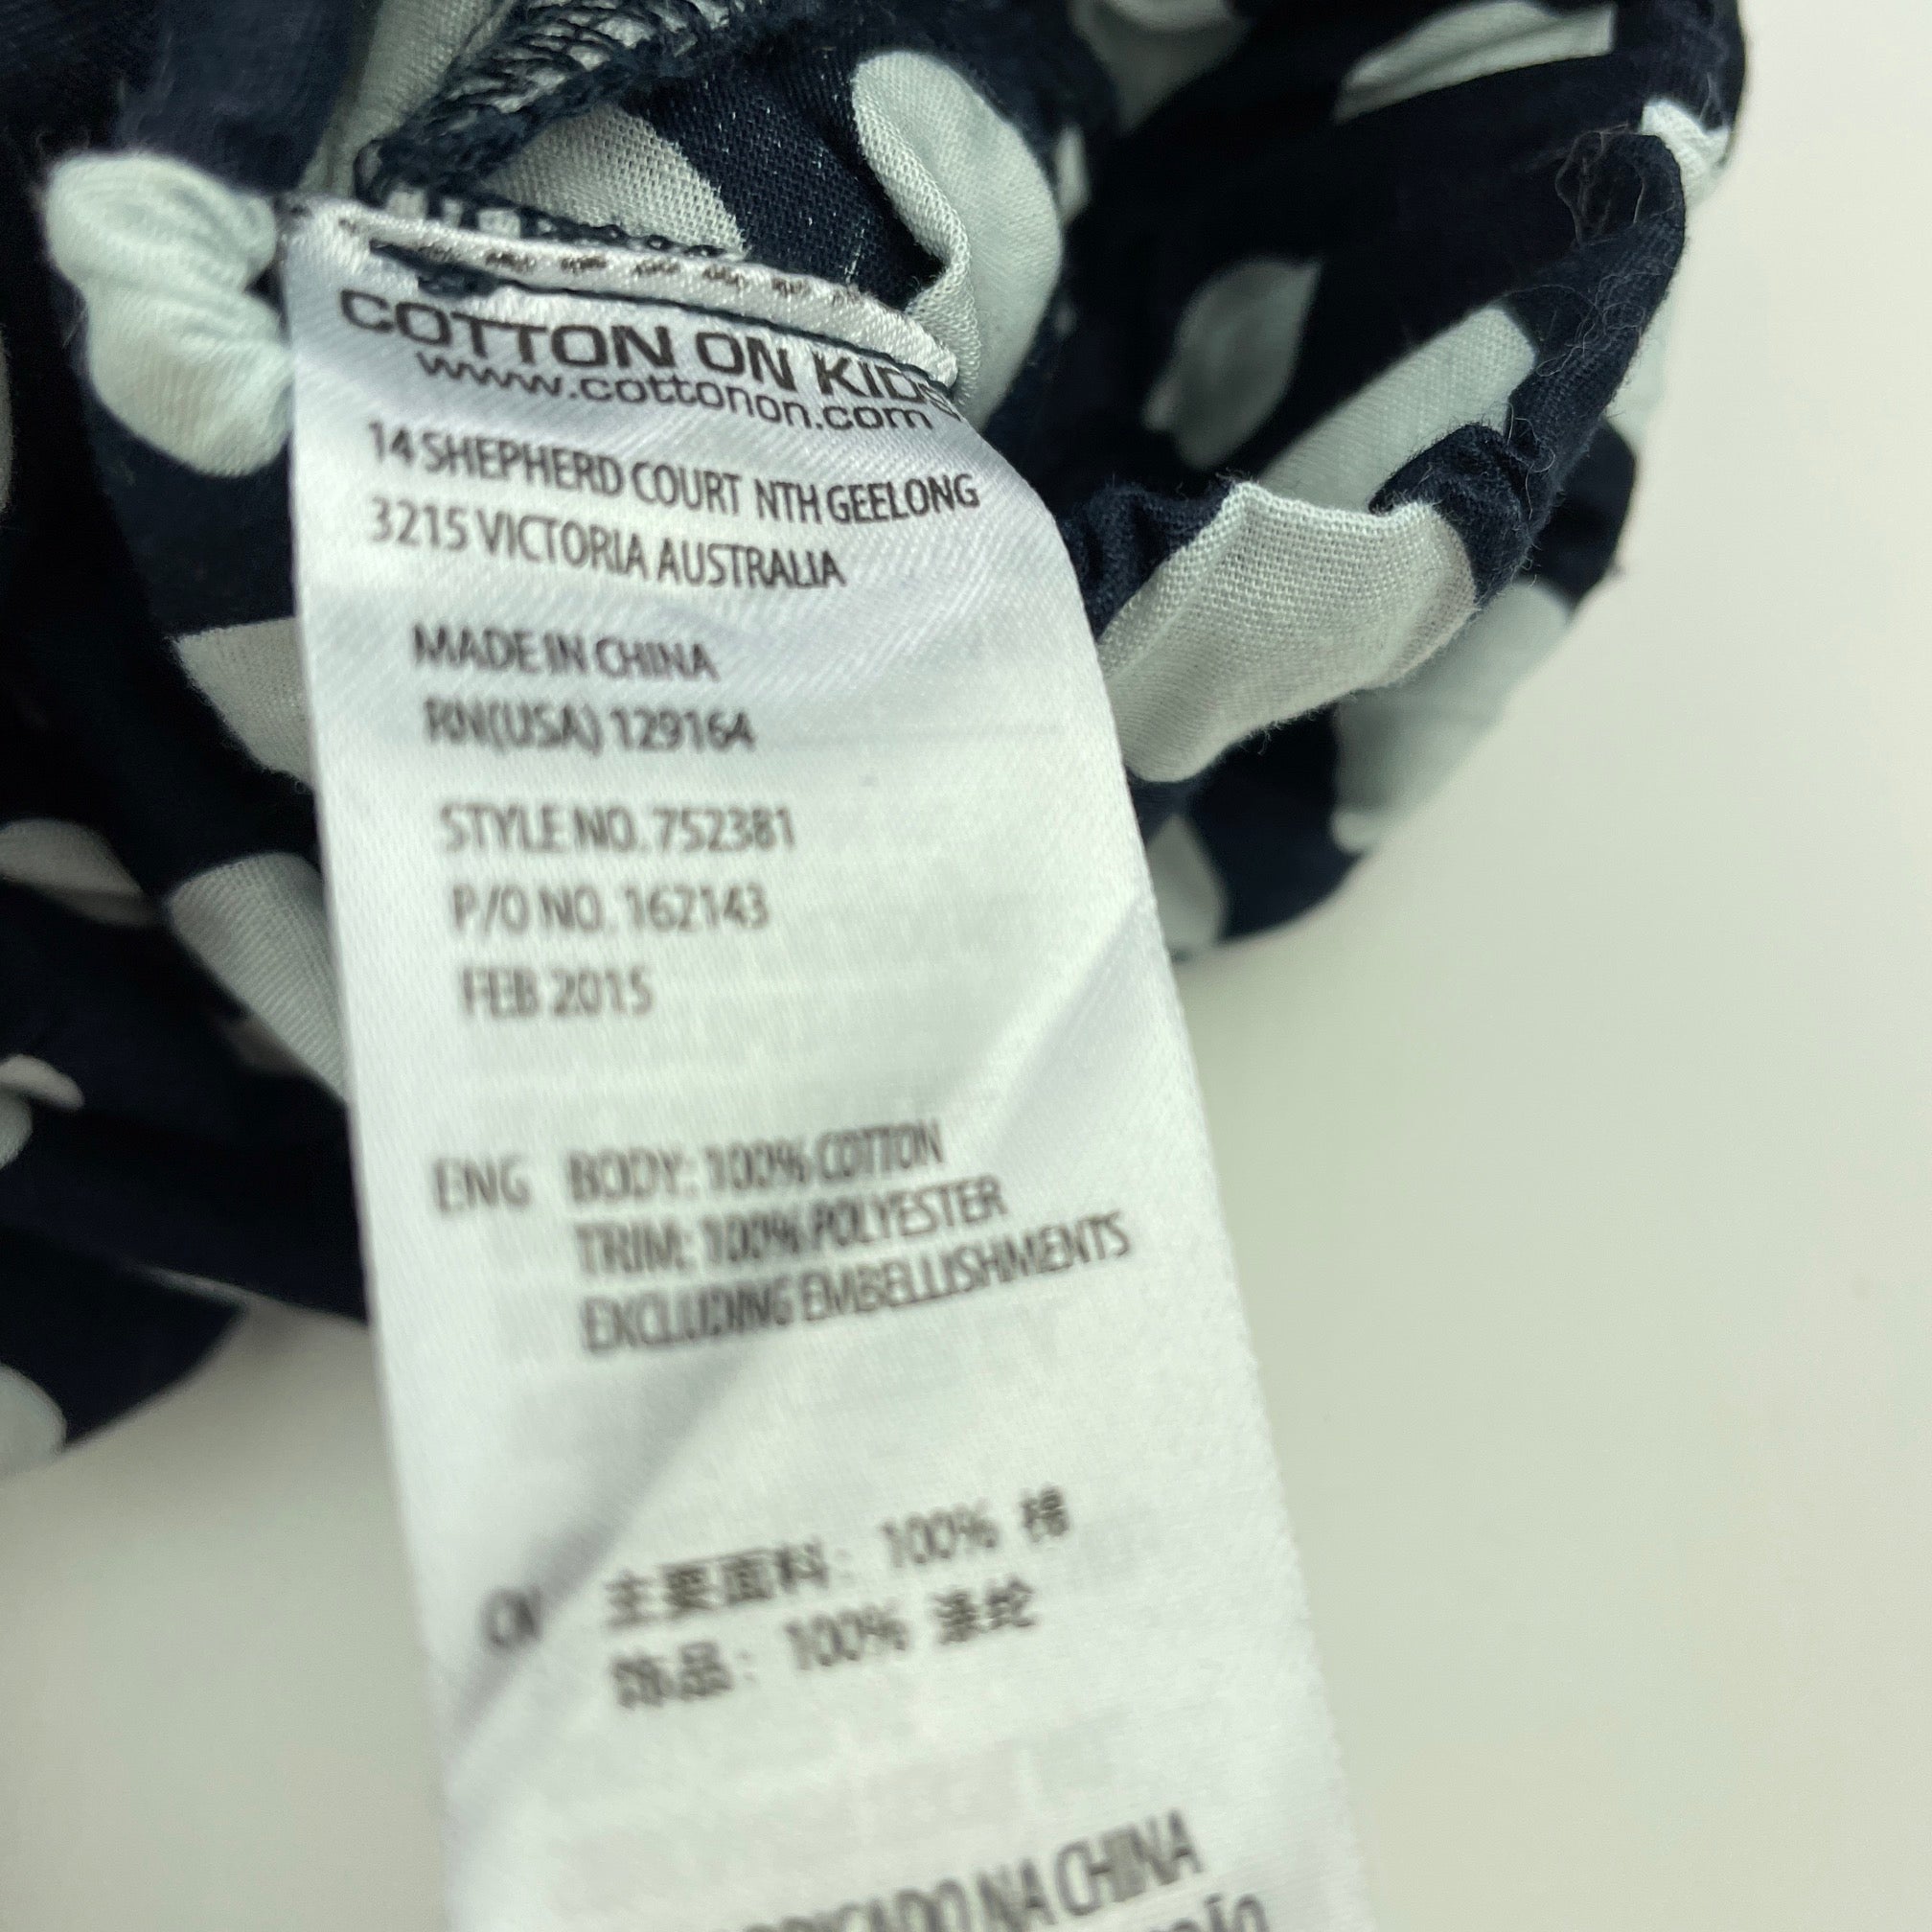 COTTON ON KIDS
www.cottonon.com
14 SHEPHERD COURT NTH GEELONG
3215 VICTORIA AUSTRALIA
MADE IN CHINA
RN(USA) 129164
STYLE NO. 752381
P/O NO. 162143
FEB 2015
ENG BODY: 100% COTTON
TRIM: 100% POLYESTER
EXCLUDING EMBELLISHMENTS
CN 主要面料: 100% 棉
饰品: 100% 涤纶
NA CHINA